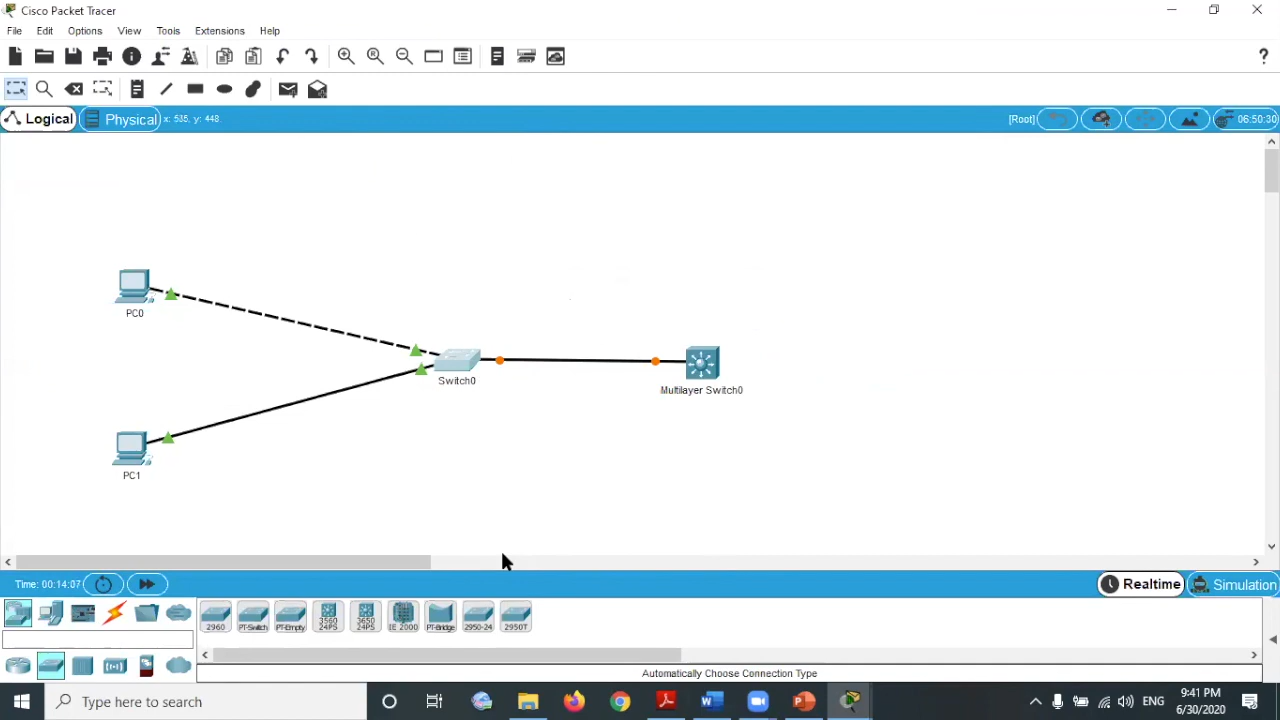 Cisco Packet Tracer
File Edit Options View Tools Extensions Help
Logical Physical x: 535, y: 448 [Root] 06:50:30
PC0
Switch0
Multilayer Switch0
PC1
Time: 00:14:07 Realtime Simulation
2960 PT-Switch PT-Empty 3560 24PS 3650 24PS IE 2000 PT-Bridge 2950-24 2950T
Automatically Choose Connection Type
Type here to search
ENG
9:41 PM
6/30/2020